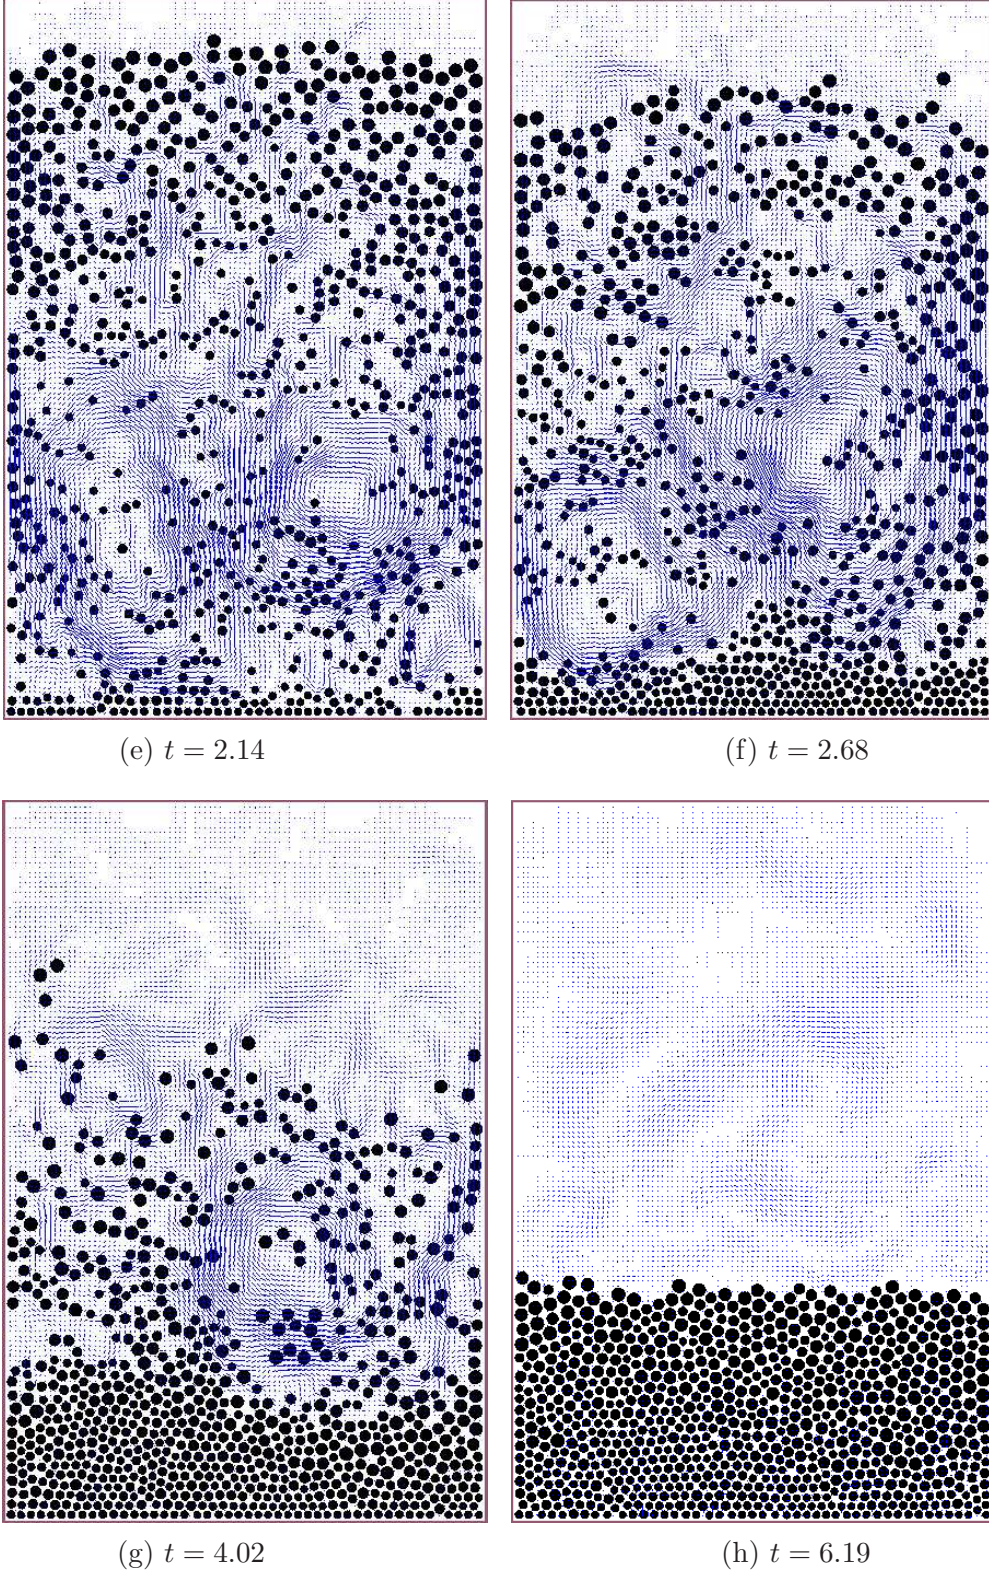 (e) t = 2.14
(f) t = 2.68
(g) t = 4.02
(h) t = 6.19